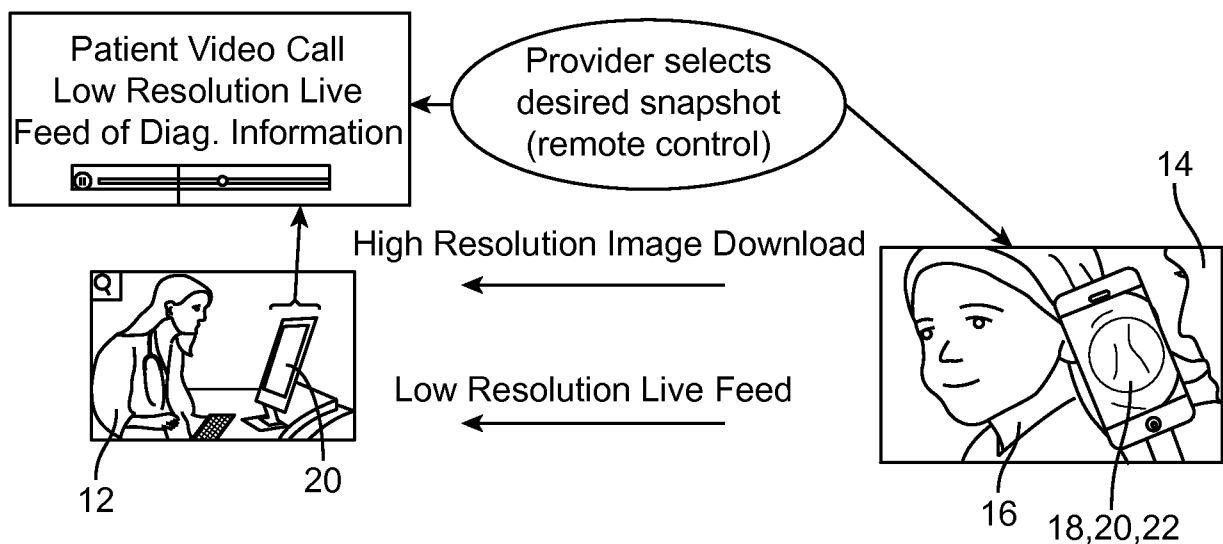 Patient Video Call
Low Resolution Live
Feed of Diag. Information
Provider selects
desired snapshot
(remote control)
14
High Resolution Image Download
Low Resolution Live Feed
12
20
16
18,20,22